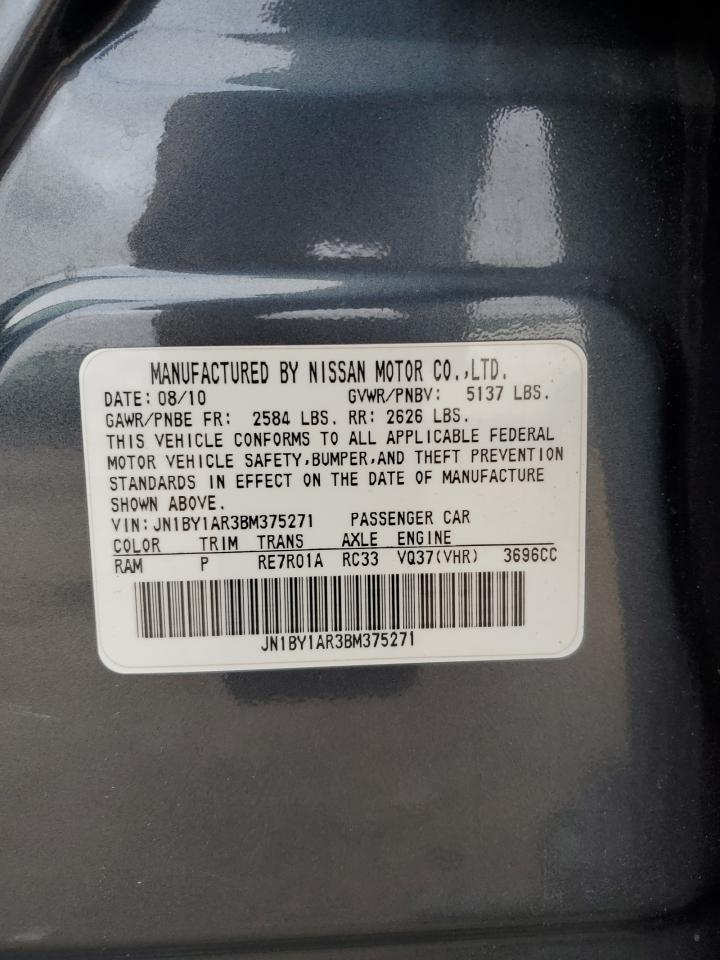 MANUFACTURED BY NISSAN MOTOR CO.,LTD.
DATE: 08/10 GVWR/PNBV: 5137 LBS.
GAWR/PNBE FR: 2584 LBS. RR: 2626 LBS.
THIS VEHICLE CONFORMS TO ALL APPLICABLE FEDERAL
MOTOR VEHICLE SAFETY,BUMPER,AND THEFT PREVENTION
STANDARDS IN EFFECT ON THE DATE OF MANUFACTURE
SHOWN ABOVE.
VIN: JN1BY1AR3BM375271 PASSENGER CAR
COLOR TRIM TRANS AXLE ENGINE
RAM P RE7R01A RC33 VQ37(VHR) 3696CC
JN1BY1AR3BM375271